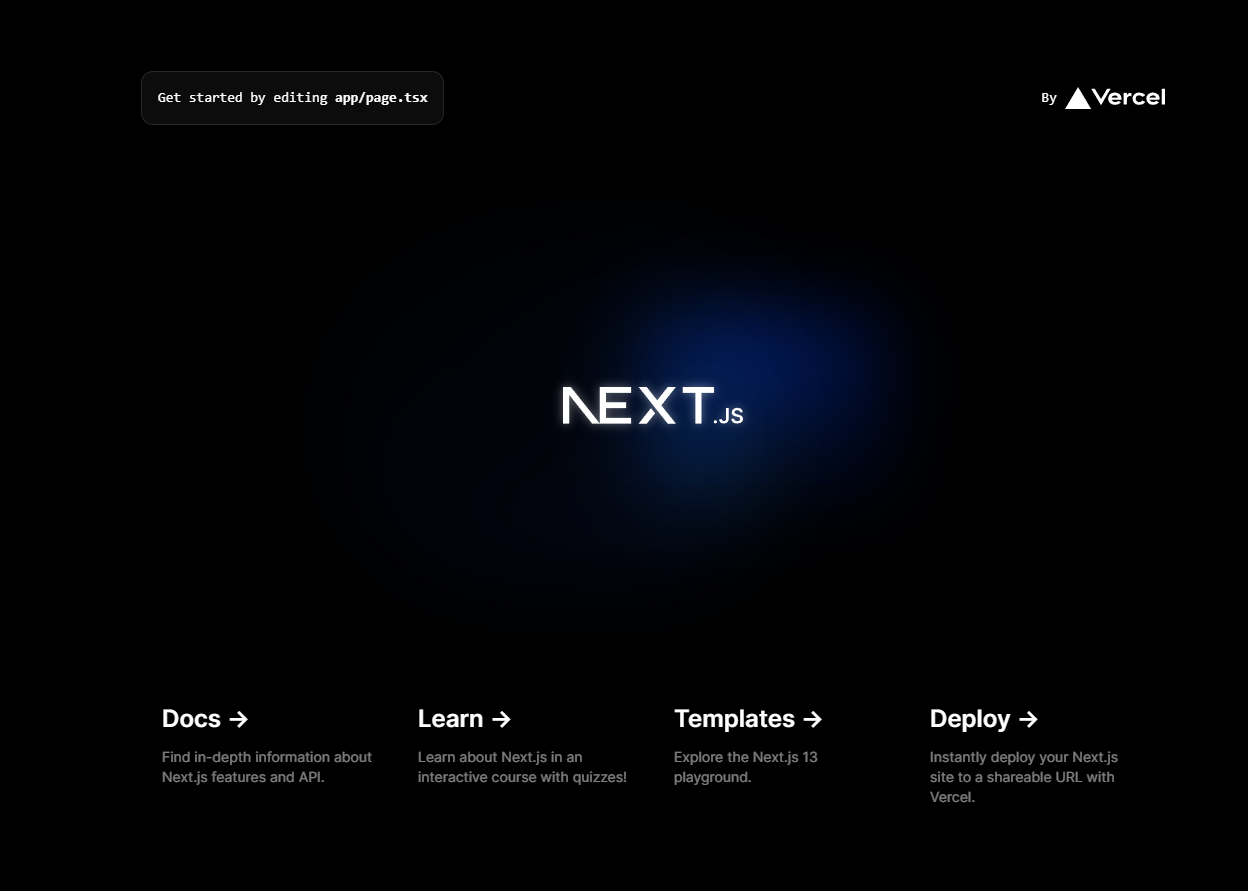 Get started by editing app/page.tsx
By Vercel
NEXT.JS
Docs →
Find in-depth information about
Next.js features and API.
Learn →
Learn about Next.js in an
interactive course with quizzes!
Templates →
Explore the Next.js 13
playground.
Deploy →
Instantly deploy your Next.js
site to a shareable URL with
Vercel.